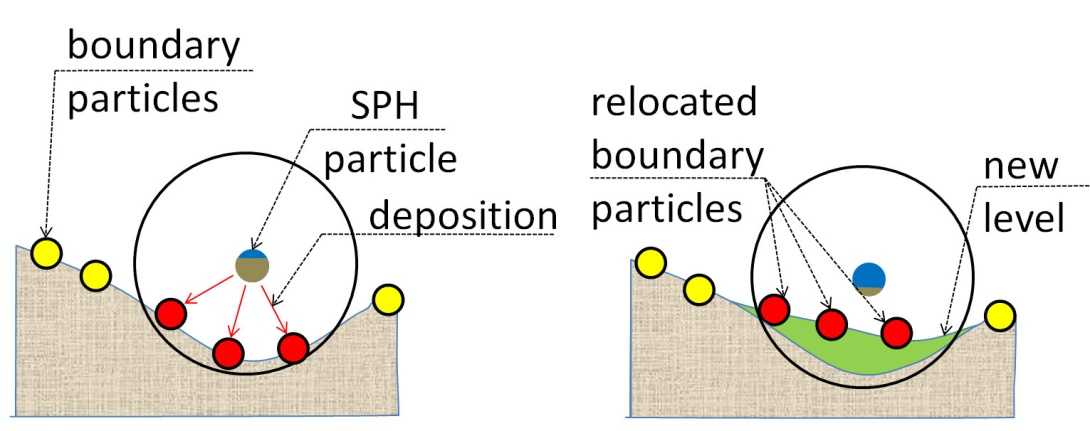 boundary
particles
SPH
particle
deposition
relocated
boundary
particles
new
level